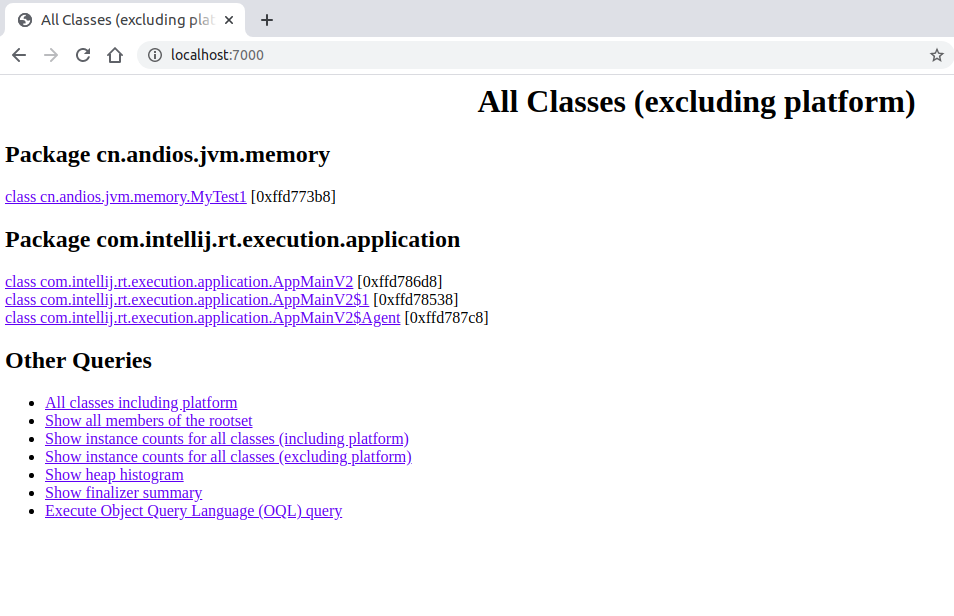 All Classes (excluding plat
localhost:7000
All Classes (excluding platform)
Package cn.andios.jvm.memory
class cn.andios.jvm.memory.MyTest1 [0xffd773b8]
Package com.intellij.rt.execution.application
class com.intellij.rt.execution.application.AppMainV2 [0xffd786d8]
class com.intellij.rt.execution.application.AppMainV2$1 [0xffd78538]
class com.intellij.rt.execution.application.AppMainV2$Agent [0xffd787c8]
Other Queries
All classes including platform
Show all members of the rootset
Show instance counts for all classes (including platform)
Show instance counts for all classes (excluding platform)
Show heap histogram
Show finalizer summary
Execute Object Query Language (OQL) query